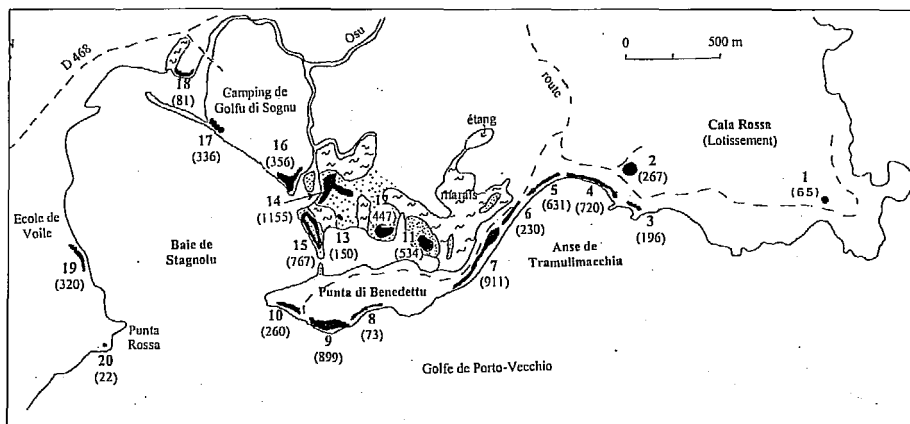 D 468
Osu
0 500 m
route
18
(81)
Camping de
Golfu di Sognu
étang
Cala Rossa
(Lotissement)
17
(336)
16
(356)
2
(267)
1
(65)
marais
14
(1155)
12
447)
5
(631)
4
(720)
3
(196)
Ecole de
Voile
Baie de
Stagnolu
15
(767)
13
(150)
11
(534)
6
(230)
Anse de
Tramulimacchia
19
(320)
7
(911)
Punta di Benedettu
10
(260)
9
(899)
8
(73)
Punta
Rossa
20
(22)
Golfe de Porto-Vecchio